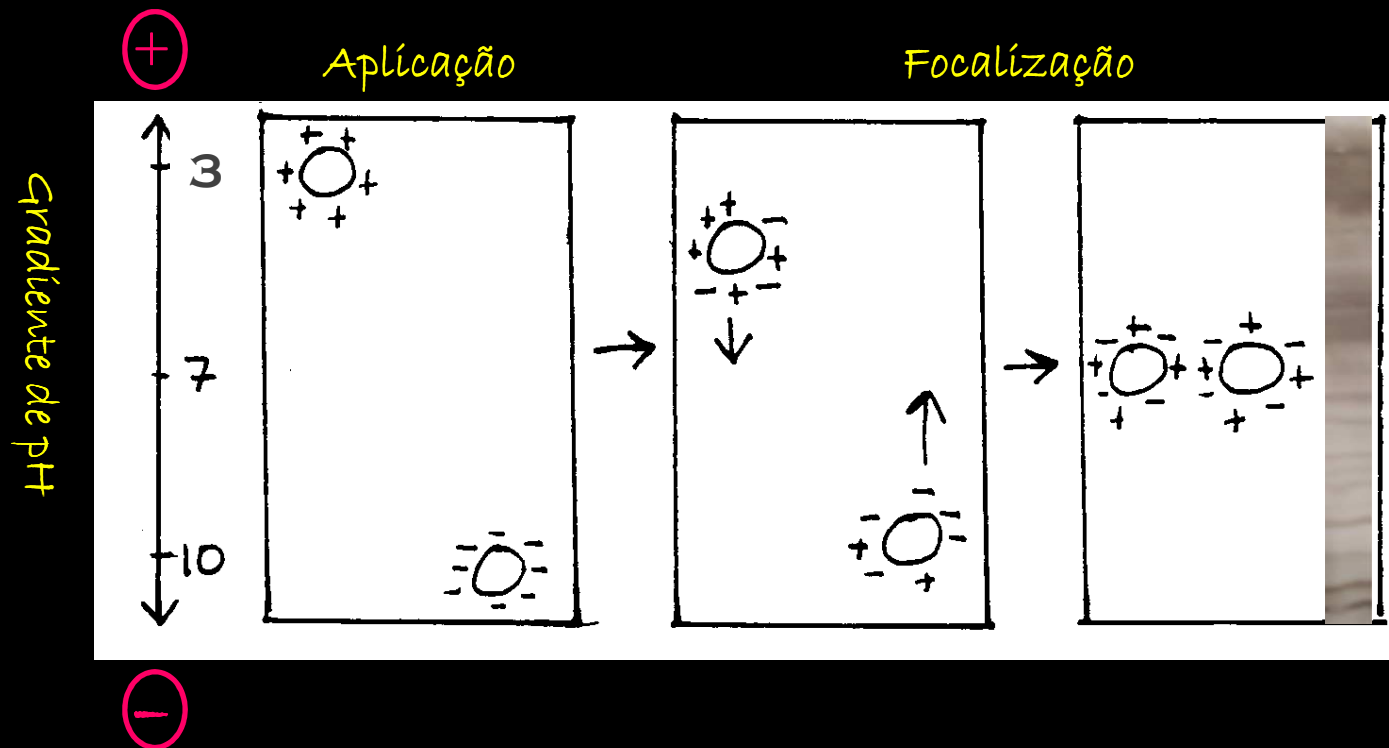 +
Aplicação
Focalização
Gradiente de pH
3
7
10
-